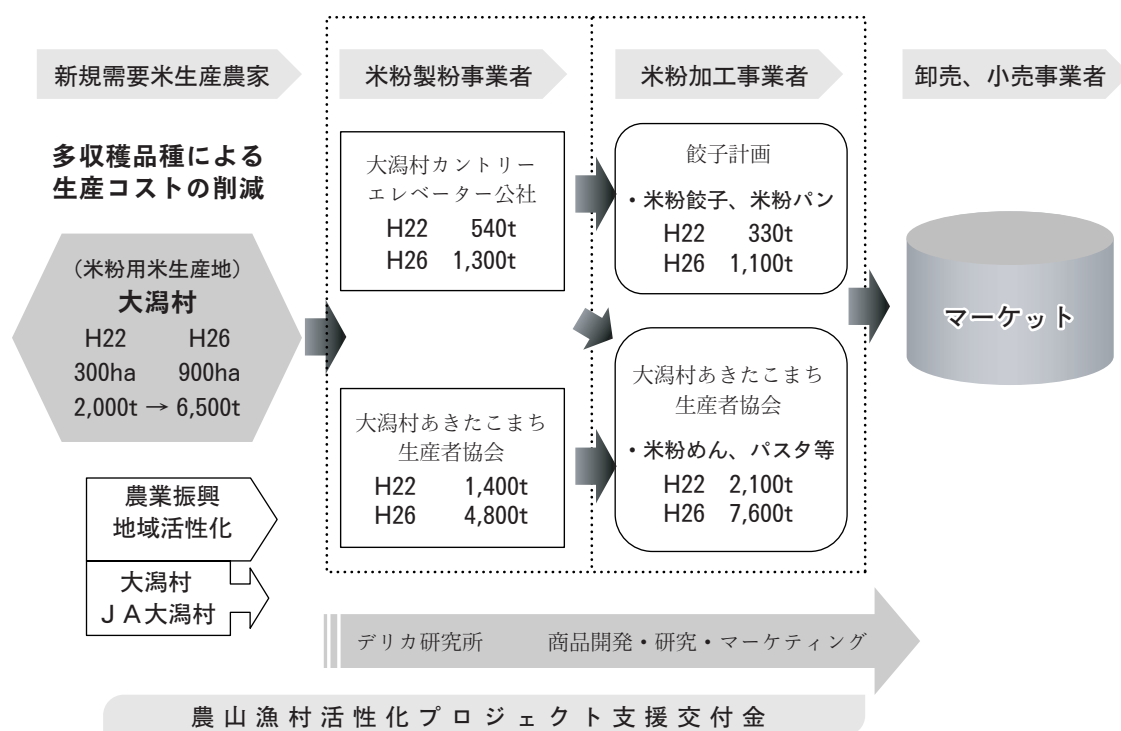 新規需要米生産農家
米粉製粉事業者
米粉加工事業者
卸売、小売事業者
多収穫品種による
生産コストの削減
(米粉用米生産地)
大潟村
H22 H26
300ha 900ha
2,000t → 6,500t
農業振興
地域活性化
大潟村
JA大潟村
大潟村カントリー
エレベーター公社
H22 540t
H26 1,300t
大潟村あきたこまち
生産者協会
H22 1,400t
H26 4,800t
餃子計画
・米粉餃子、米粉パン
H22 330t
H26 1,100t
大潟村あきたこまち
生産者協会
・米粉めん、パスタ等
H22 2,100t
H26 7,600t
マーケット
デリカ研究所 商品開発・研究・マーケティング
農山漁村活性化プロジェクト支援交付金